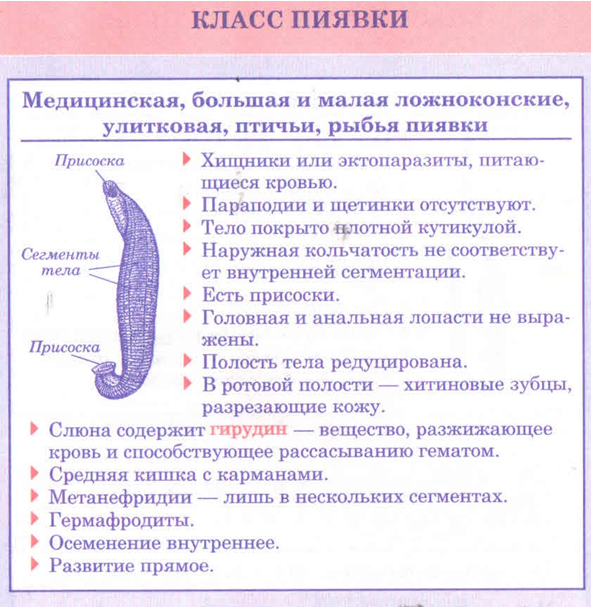 КЛАСС ПИЯВКИ
Медицинская, большая и малая ложноконские,
улитковая, птичьи, рыбья пиявки
Присоска
Сегменты
тела
Присоска
Хищники или эктопаразиты, питаю-
щиеся кровью.
Параподии и щетинки отсутствуют.
Тело покрыто плотной кутикулой.
Наружная кольчатость не соответству-
ет внутренней сегментации.
Есть присоски.
Головная и анальная лопасти не выра-
жены.
Полость тела редуцирована.
В ротовой полости — хитиновые зубцы,
разрезающие кожу.
Слюна содержит гирудин — вещество, разжижающее
кровь и способствующее рассасыванию гематом.
Средняя кишка с карманами.
Метанефридии — лишь в нескольких сегментах.
Гермафродиты.
Осеменение внутреннее.
Развитие прямое.